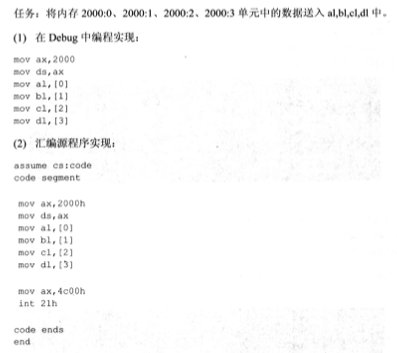 任务：将内存 2000:0、2000:1、2000:2、2000:3 单元中的数据送入 al,bl,cl,dl 中。
(1) 在 Debug 中编程实现：
mov ax,2000
mov ds,ax
mov al,[0]
mov bl,[1]
mov cl,[2]
mov dl,[3]
(2) 汇编源程序实现：
assume cs:code
code segment
mov ax,2000h
mov ds,ax
mov al,[0]
mov bl,[1]
mov cl,[2]
mov dl,[3]
mov ax,4c00h
int 21h
code ends
end